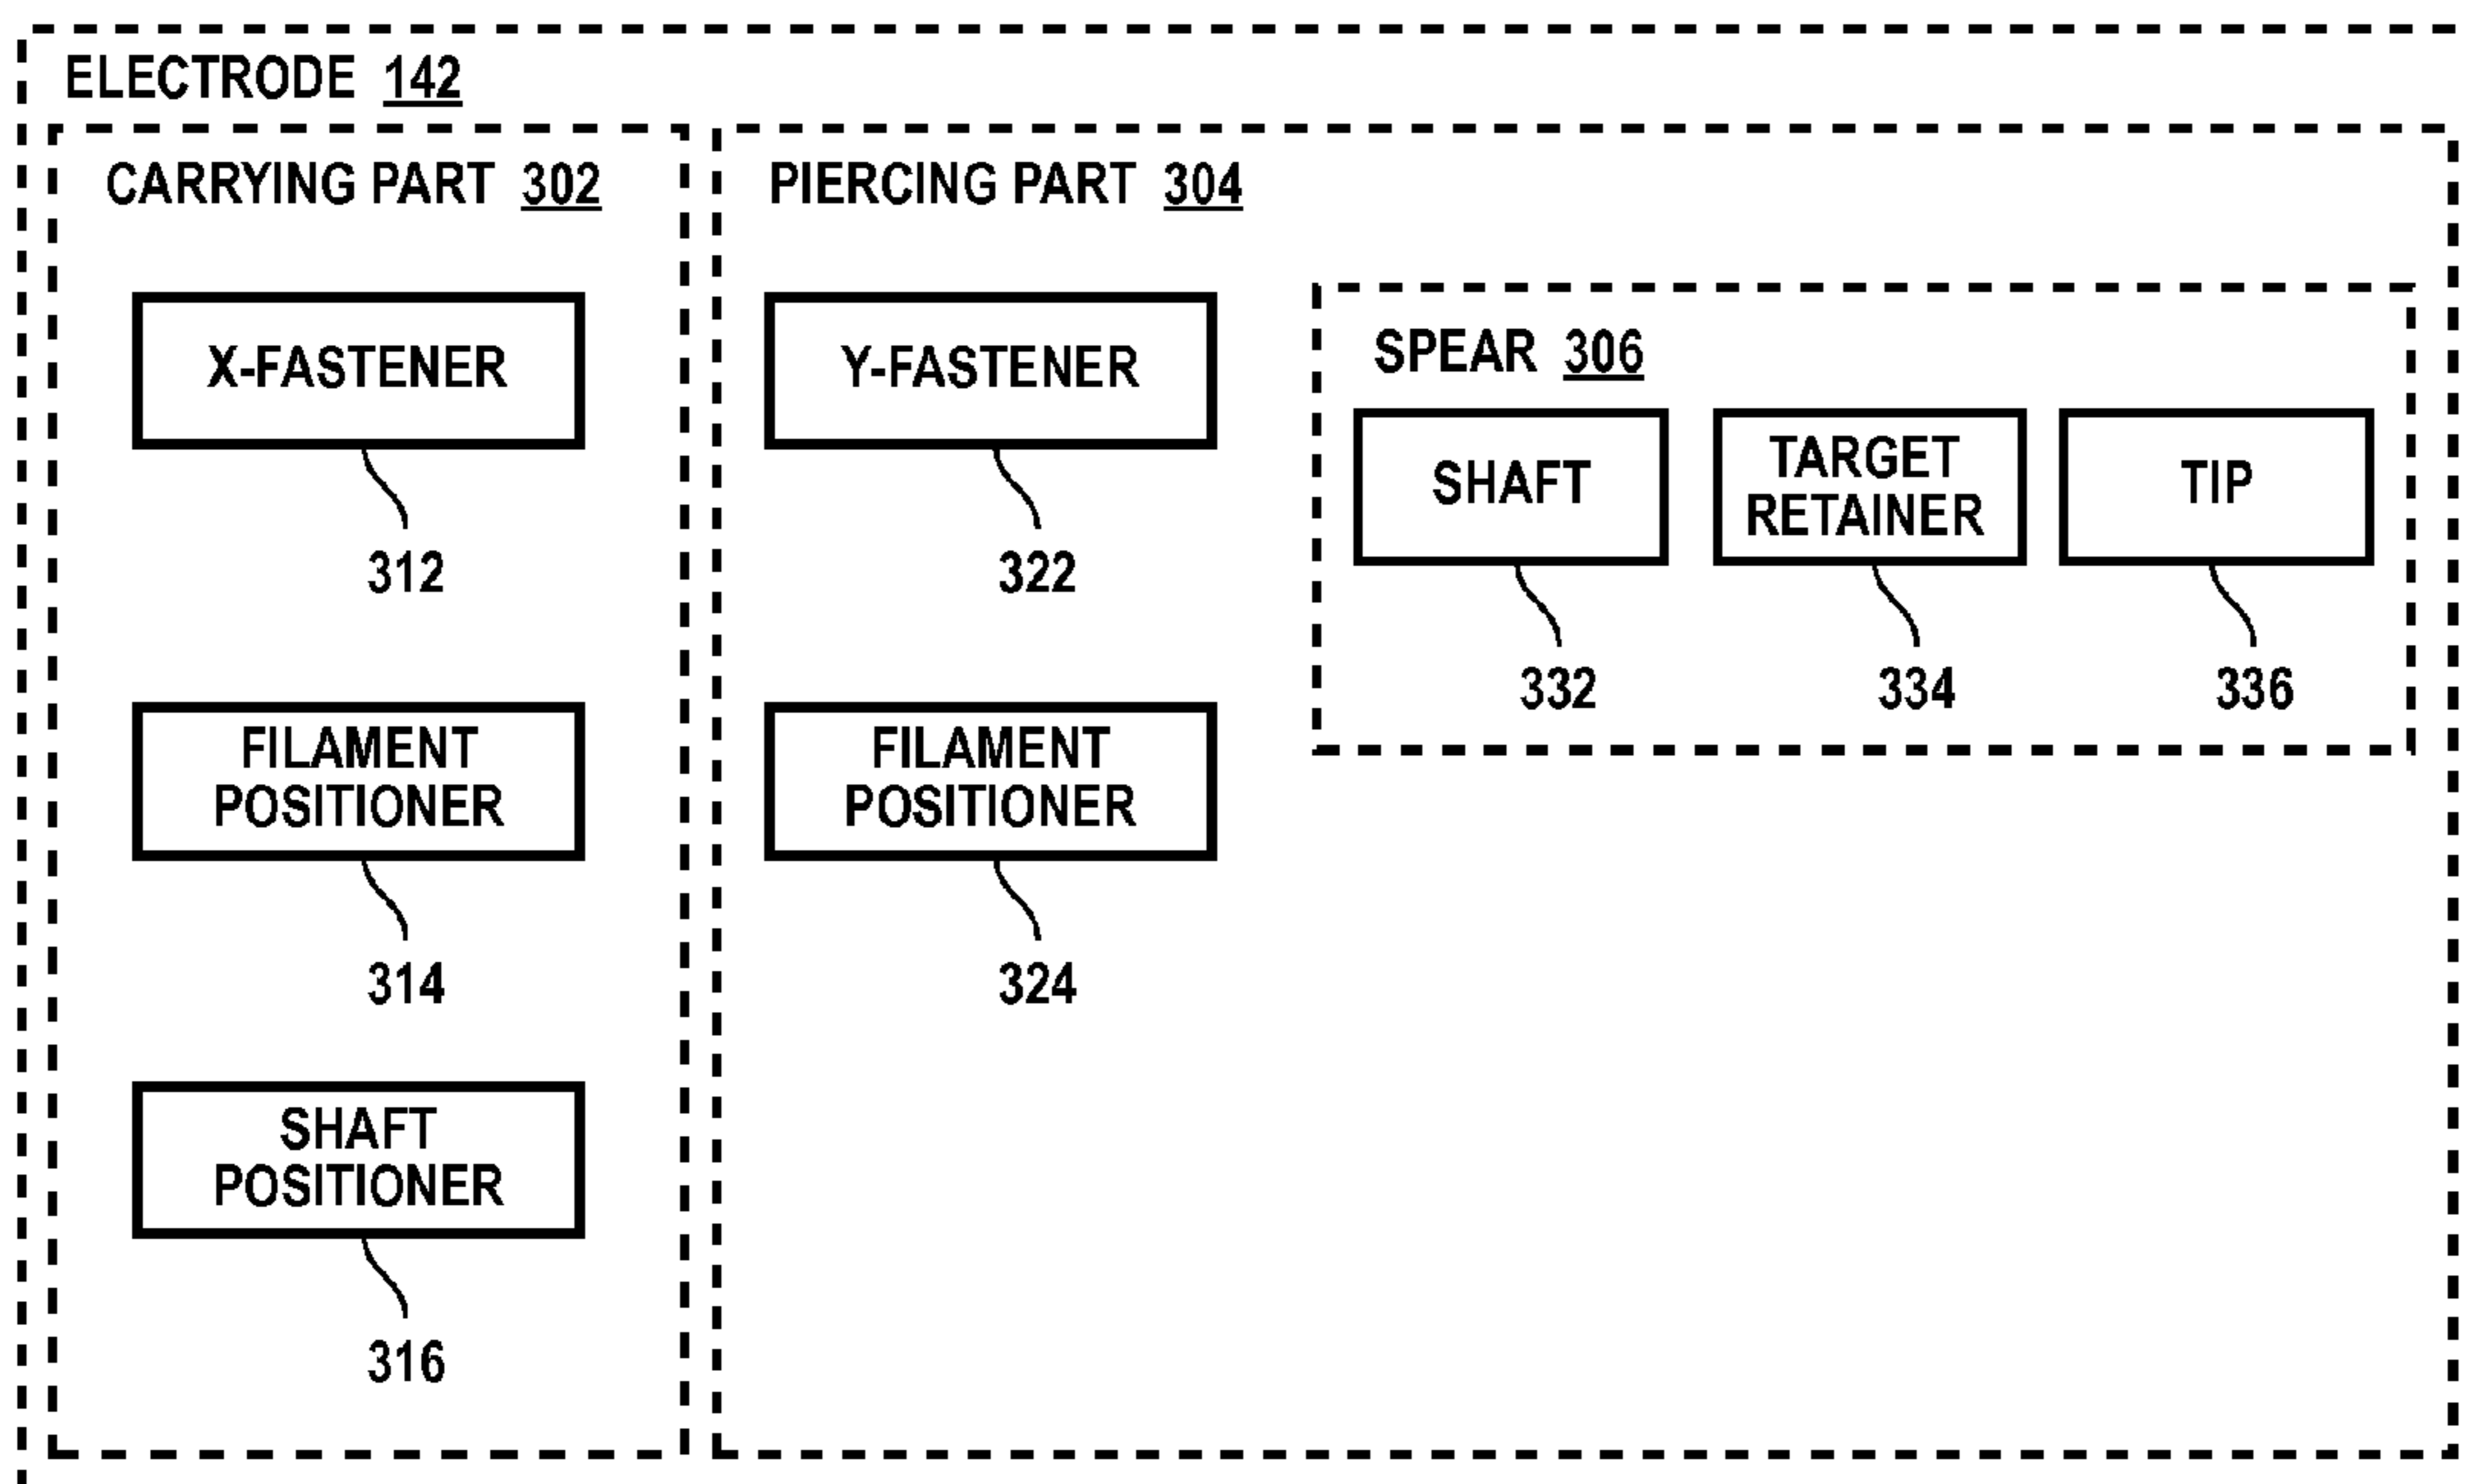 ELECTRODE 142
CARRYING PART 302
X-FASTENER
312
FILAMENT
POSITIONER
314
SHAFT
POSITIONER
316
PIERCING PART 304
Y-FASTENER
322
FILAMENT
POSITIONER
324
SPEAR 306
SHAFT
332
TARGET
RETAINER
334
TIP
336